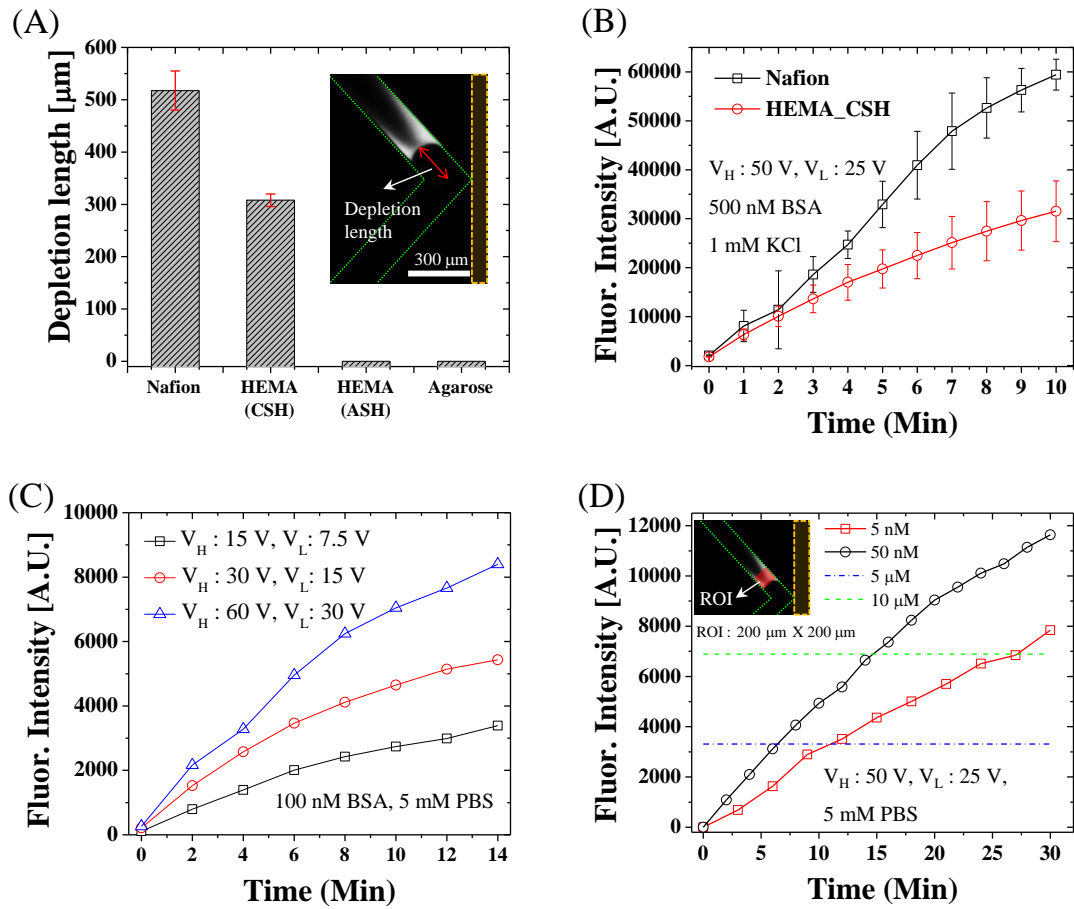 (A)
Depletion length [μm]
600
500
400
300
200
100
0
Nafion
HEMA
(CSH)
HEMA
(ASH)
Agarose
Depletion
length
300 μm
(B)
Fluor. Intensity [A.U.]
60000
50000
40000
30000
20000
10000
0
Nafion
HEMA_CSH
V_H : 50 V, V_L : 25 V
500 nM BSA
1 mM KCl
0 1 2 3 4 5 6 7 8 9 10
Time (Min)
(C)
Fluor. Intensity [A.U.]
10000
8000
6000
4000
2000
0
V_H : 15 V, V_L: 7.5 V
V_H : 30 V, V_L: 15 V
V_H : 60 V, V_L: 30 V
100 nM BSA, 5 mM PBS
0 2 4 6 8 10 12 14
Time (Min)
(D)
Fluor. Intensity [A.U.]
12000
10000
8000
6000
4000
2000
0
ROI
ROI : 200 μm X 200 μm
5 nM
50 nM
5 μM
10 μM
V_H : 50 V, V_L : 25 V,
5 mM PBS
0 5 10 15 20 25 30
Time (Min)